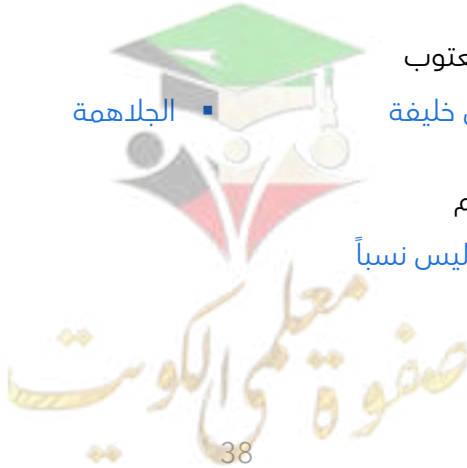 عتوب
خليفة ▪ الجلاهمة
م
ليس نسباً
صفوة معلمي الكويت
38